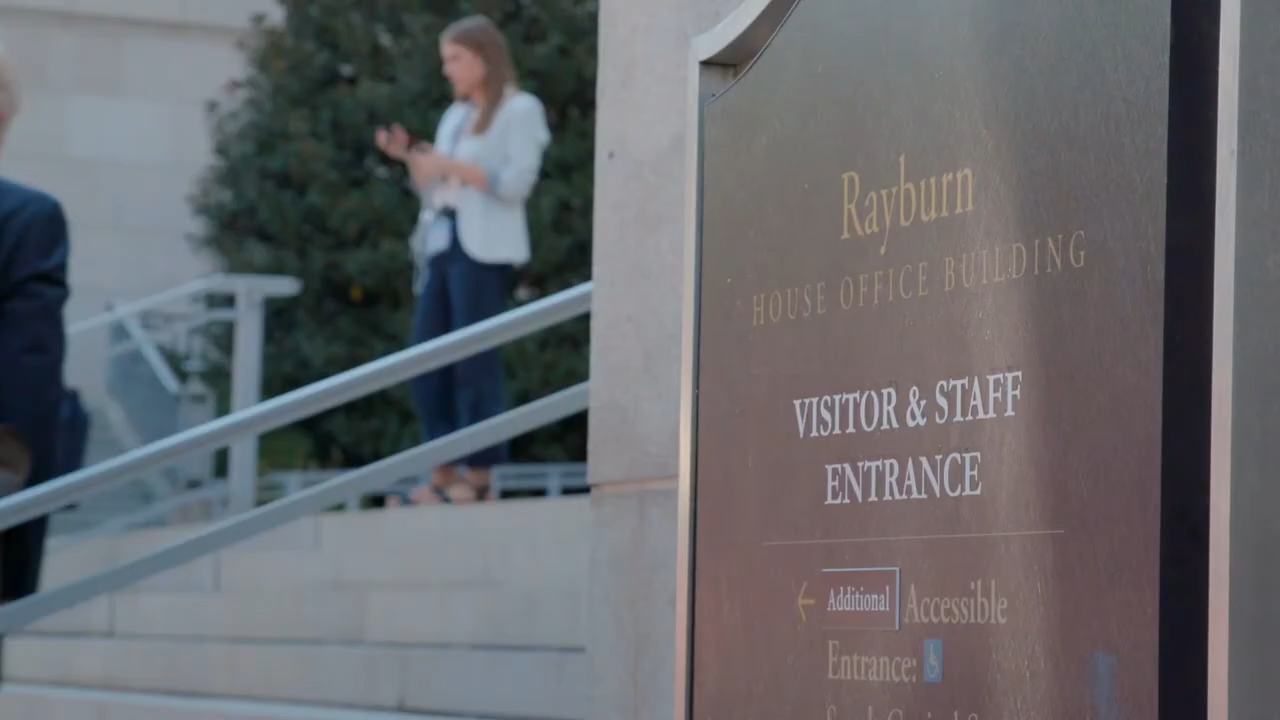 Rayburn
HOUSE OFFICE BUILDING
VISITOR & STAFF
ENTRANCE
← Additional Accessible
Entrance: